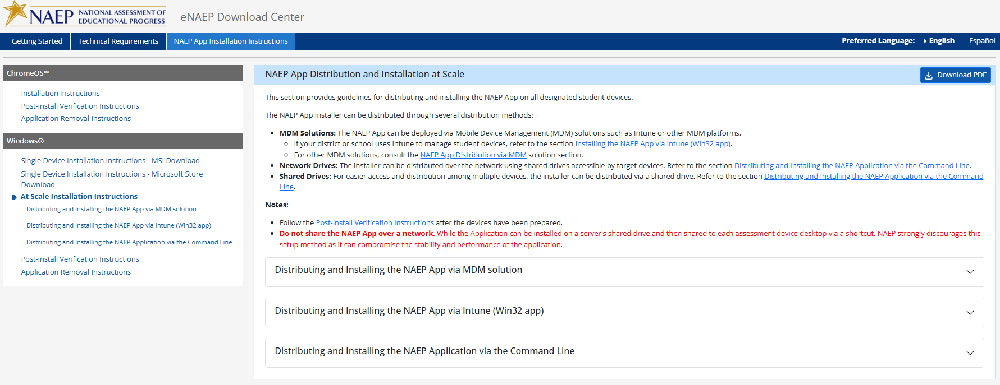 NAEP NATIONAL ASSESSMENT OF
EDUCATIONAL PROGRESS
eNAEP Download Center
Getting Started
Technical Requirements
NAEP App Installation Instructions
Preferred Language:
English
Español
ChromeOS™
Installation Instructions
Post-install Verification Instructions
Application Removal Instructions
Windows®
Single Device Installation Instructions - MSI Download
Single Device Installation Instructions - Microsoft Store
Download
At Scale Installation Instructions
Distributing and Installing the NAEP App via MDM solution
Distributing and Installing the NAEP App via Intune (Win32 app)
Distributing and Installing the NAEP Application via the Command Line
Post-install Verification Instructions
Application Removal Instructions
NAEP App Distribution and Installation at Scale
Download PDF
This section provides guidelines for distributing and installing the NAEP App on all designated student devices.
The NAEP App Installer can be distributed through several distribution methods:
MDM Solutions: The NAEP App can be deployed via Mobile Device Management (MDM) solutions such as Intune or other MDM platforms.
If your district or school uses Intune to manage student devices, refer to the section Installing the NAEP App via Intune (Win32 app).
For other MDM solutions, consult the NAEP App Distribution via MDM solution section.
Network Drives: The installer can be distributed over the network using shared drives accessible by target devices. Refer to the section Distributing and Installing the NAEP Application via the Command Line.
Shared Drives: For easier access and distribution among multiple devices, the installer can be distributed via a shared drive. Refer to the section Distributing and Installing the NAEP Application via the Command
Line.
Notes:
Follow the Post-install Verification Instructions after the devices have been prepared.
Do not share the NAEP App over a network. While the Application can be installed on a server's shared drive and then shared to each assessment device desktop via a shortcut, NAEP strongly discourages this
setup method as it can compromise the stability and performance of the application.
Distributing and Installing the NAEP App via MDM solution
Distributing and Installing the NAEP App via Intune (Win32 app)
Distributing and Installing the NAEP Application via the Command Line